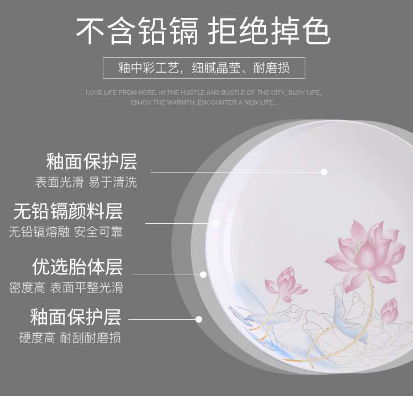 不含铅镉 拒绝掉色
釉中彩工艺，细腻晶莹、耐磨损
LOVE LIFE FROM HERE, IN THE HUSTLE AND BUSTLE OF THE CITY, BUSY LIFE,
ENJOY THE WARMTH, ENCOUNTER A NEW LIFE...
釉面保护层
表面光滑 易于清洗
无铅镉颜料层
无铅镉熔融 安全可靠
优选胎体层
密度高 表面平整光滑
釉面保护层
硬度高 耐刮耐磨损